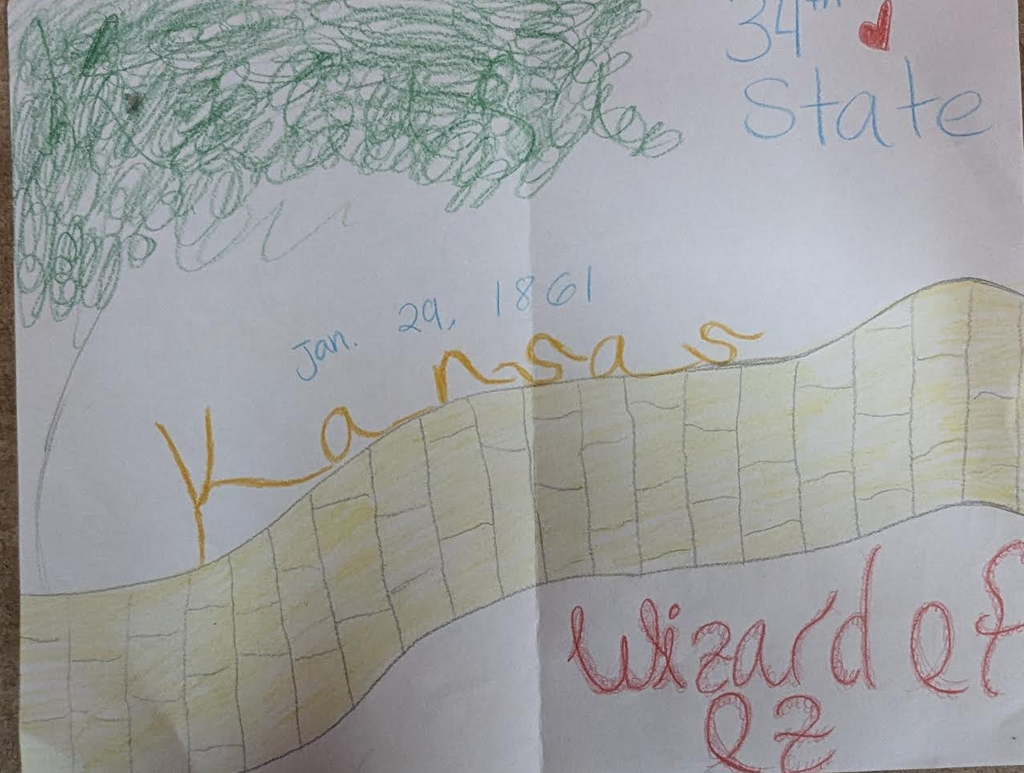 34th
State
Jan. 29, 1861
Kansas
Wizard of
Oz